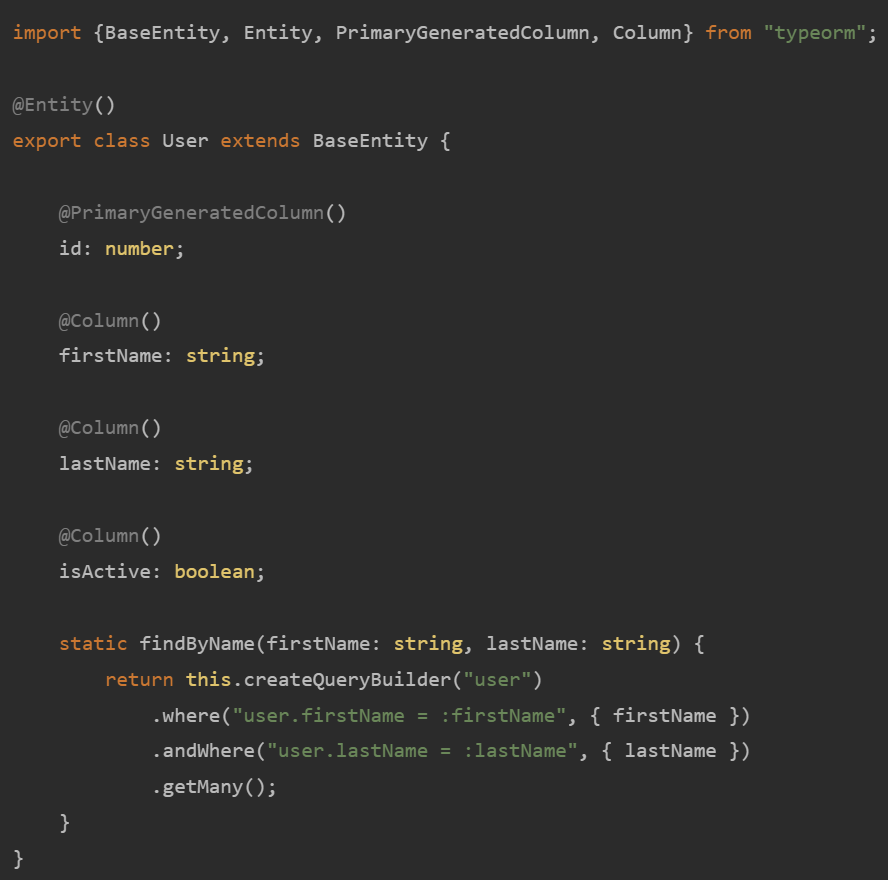 import {BaseEntity, Entity, PrimaryGeneratedColumn, Column} from "typeorm";
@Entity()
export class User extends BaseEntity {
@PrimaryGeneratedColumn()
id: number;
@Column()
firstName: string;
@Column()
lastName: string;
@Column()
isActive: boolean;
static findByName(firstName: string, lastName: string) {
return this.createQueryBuilder("user")
.where("user.firstName = :firstName", { firstName })
.andWhere("user.lastName = :lastName", { lastName })
.getMany();
}
}